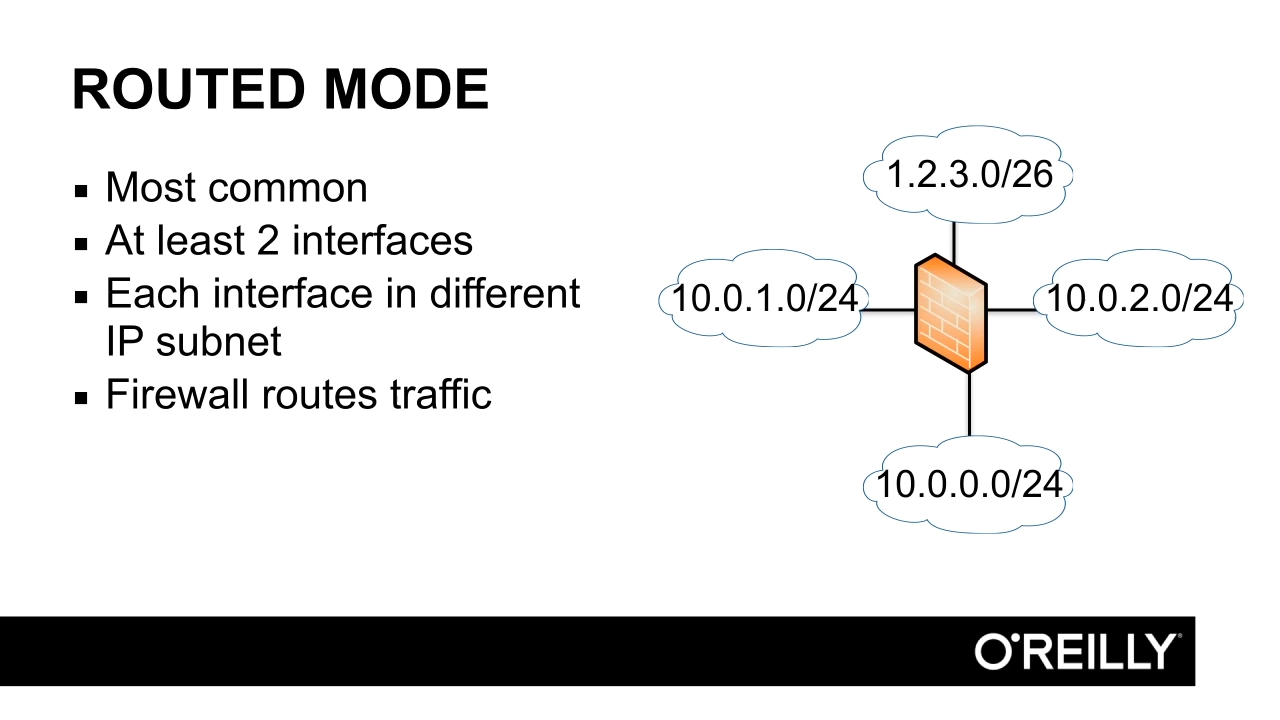 ROUTED MODE
▪ Most common
▪ At least 2 interfaces
▪ Each interface in different
IP subnet
▪ Firewall routes traffic
1.2.3.0/26
10.0.1.0/24
10.0.2.0/24
10.0.0.0/24
O'REILLY®